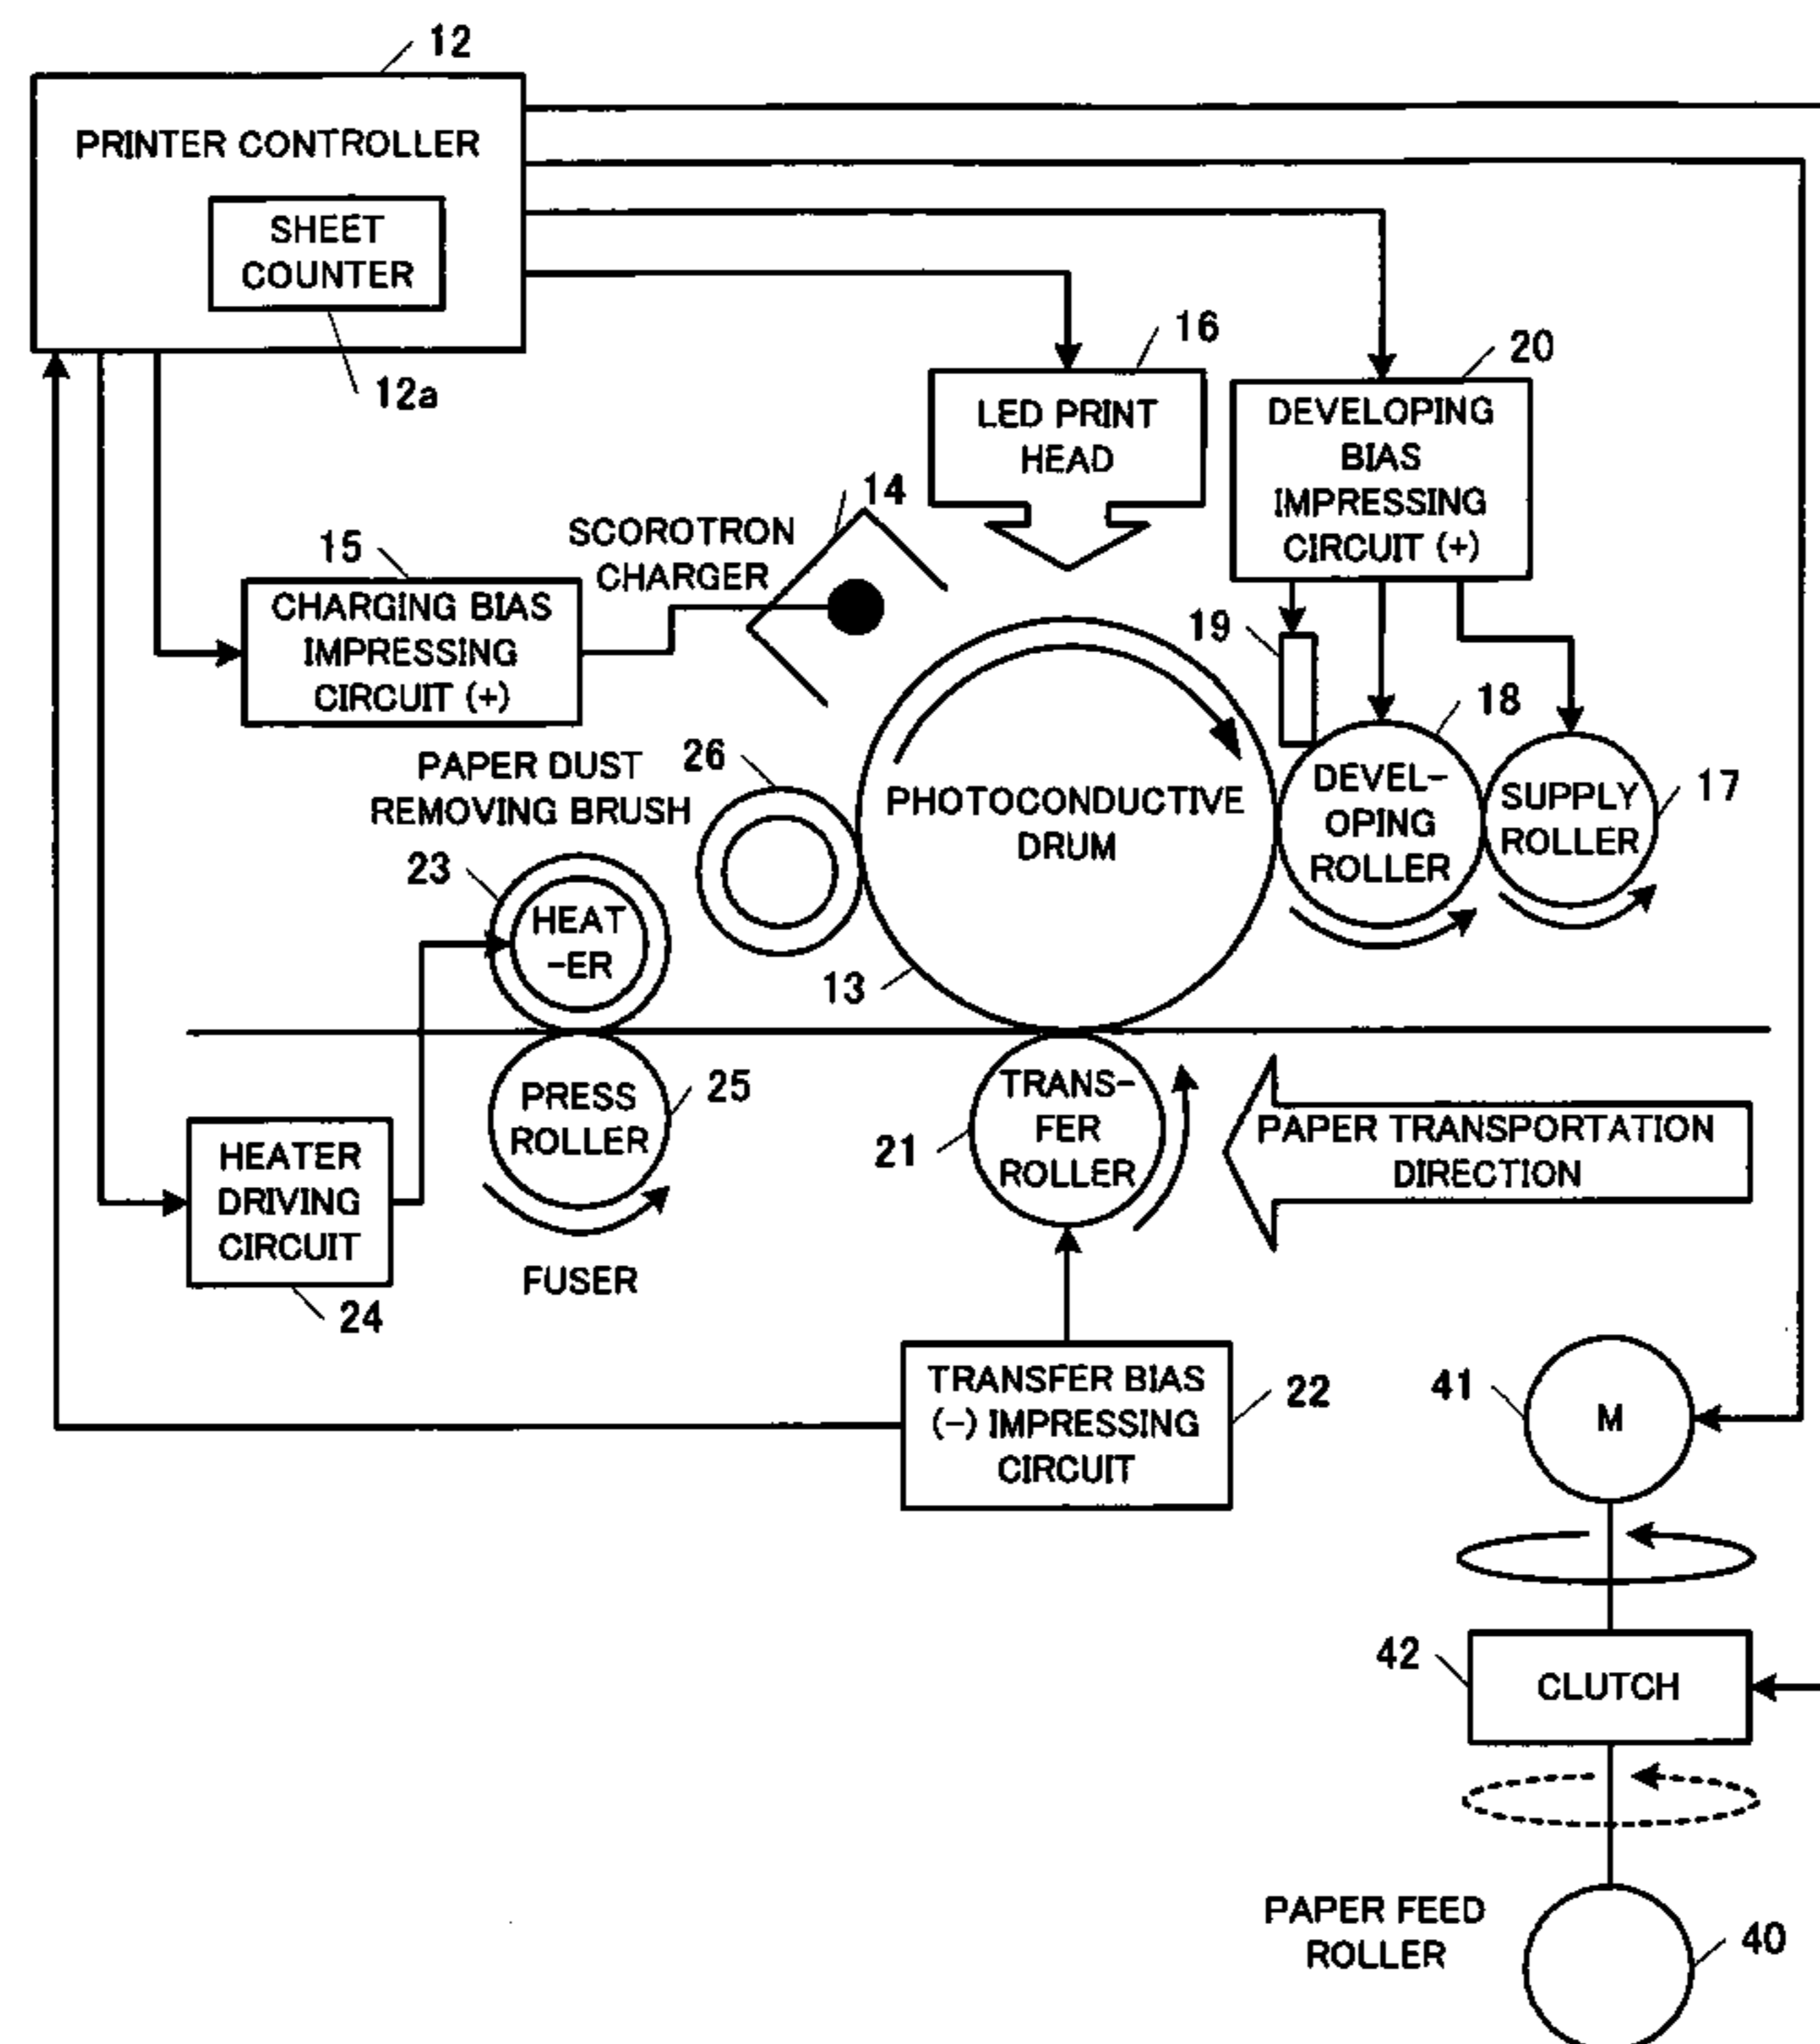 12
PRINTER CONTROLLER
SHEET
COUNTER
12a
16
LED PRINT
HEAD
20
DEVELOPING
BIAS
IMPRESSING
CIRCUIT (+)
14
SCOROTRON
CHARGER
15
CHARGING BIAS
IMPRESSING
CIRCUIT (+)
19
18
DEVEL-
OPING
ROLLER
17
SUPPLY
ROLLER
PAPER DUST
REMOVING BRUSH
26
PHOTOCONDUCTIVE
DRUM
13
23
HEAT
-ER
PRESS
ROLLER
25
TRANS-
FER
ROLLER
21
PAPER TRANSPORTATION
DIRECTION
HEATER
DRIVING
CIRCUIT
24
FUSER
TRANSFER BIAS
(-) IMPRESSING
CIRCUIT
22
41
M
42
CLUTCH
PAPER FEED
ROLLER
40